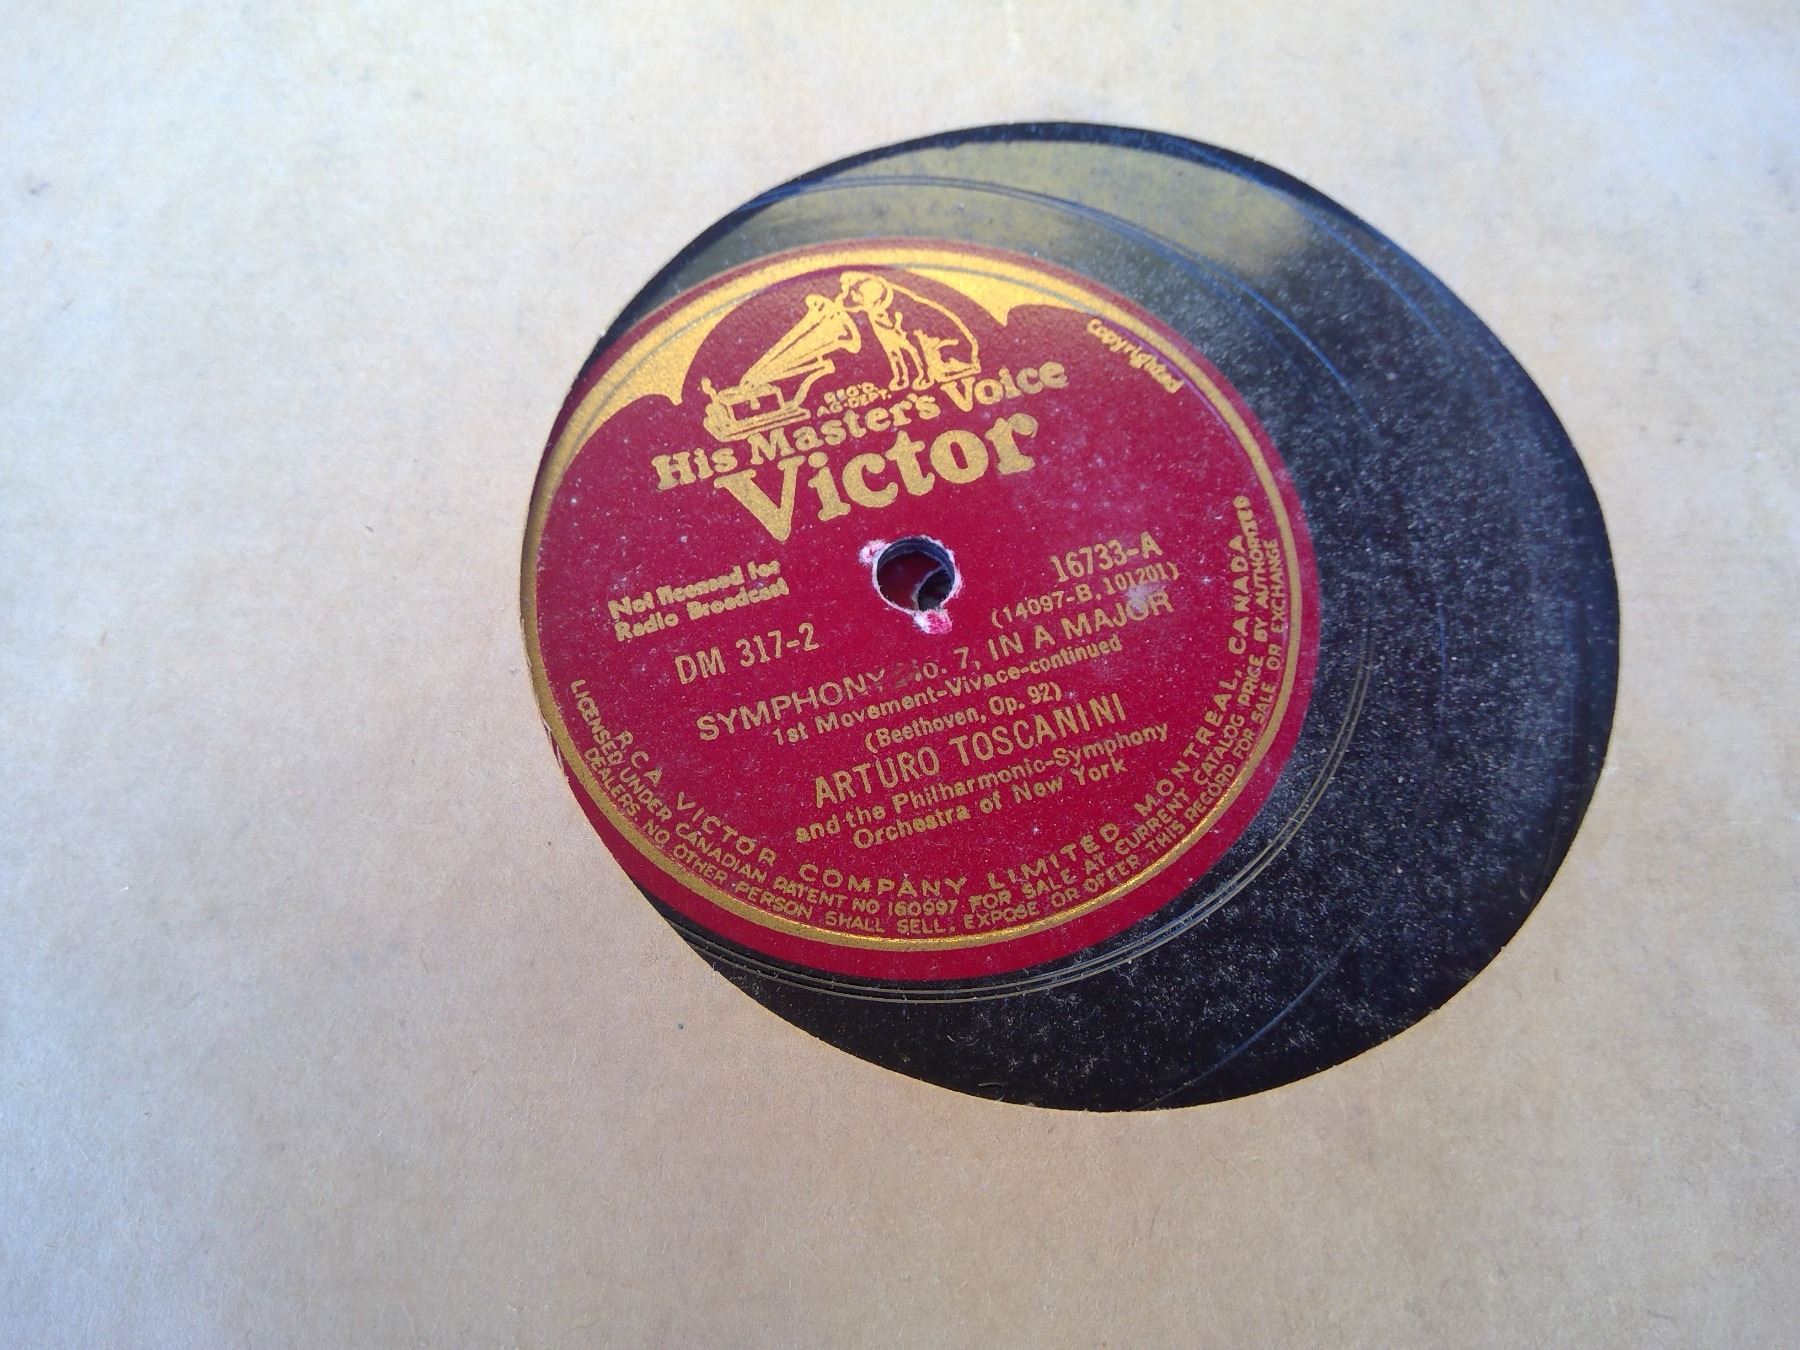 Copyrighted
REG'D.
AG-DEPT.
His Master's Voice
Victor
Not licensed for
Radio Broadcast
16733-A
(14097-B, 101201)
DM 317-2
SYMPHONY No. 7, IN A MAJOR
1st Movement-Vivace-continued
(Beethoven, Op. 92)
ARTURO TOSCANINI
and the Philharmonic-Symphony
Orchestra of New York
RCA VICTOR COMPANY LIMITED MONTREAL, CANADA.
LICENSED UNDER CANADIAN PATENT NO 160997 FOR SALE AT CURRENT CATALOG PRICE BY AUTHORIZED
DEALERS. NO OTHER PERSON SHALL SELL, EXPOSE OR OFFER THIS RECORD FOR SALE OR EXCHANGE